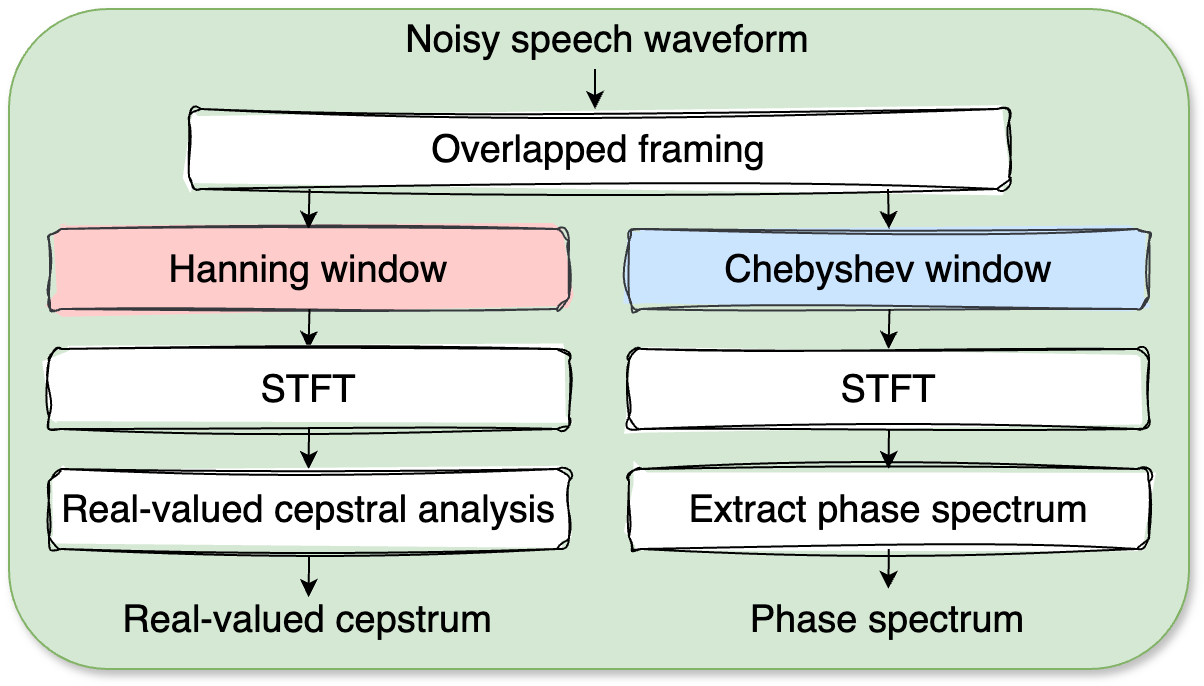 Noisy speech waveform
Overlapped framing
Hanning window
Chebyshev window
STFT
STFT
Real-valued cepstral analysis
Extract phase spectrum
Real-valued cepstrum
Phase spectrum